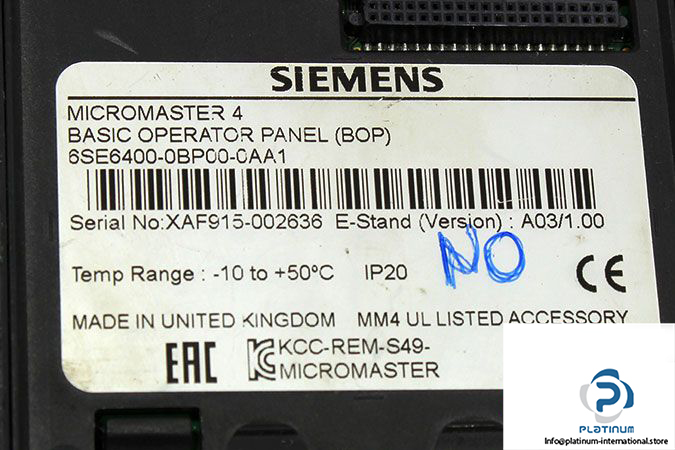 SIEMENS
MICROMASTER 4
BASIC OPERATOR PANEL (BOP)
6SE6400-0BP00-0AA1
Serial No:XAF915-002636 E-Stand (Version) : A03/1.00
NO
Temp Range : -10 to +50ºC IP20 CE
MADE IN UNITED KINGDOM MM4 UL LISTED ACCESSORY
EAC KC KCC-REM-S49-
MICROMASTER
PLATINUM
info@platinum-international.store